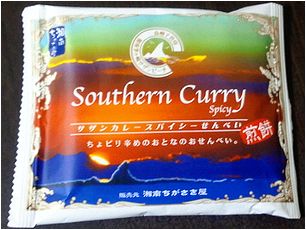 湘南
Southern Curry
Spicy
サザンカレースパイシーせんべい
ちょピリ辛めのおとなのおせんべい。
煎餅
販売元 湘南ちがさき屋